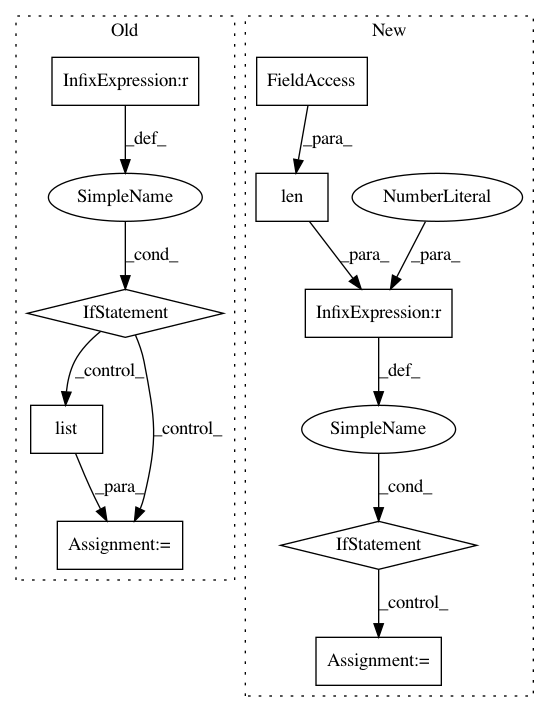 Old
InfixExpression:r
_def_
SimpleName
_cond_
IfStatement
_control_
_control_
list
_para_
Assignment:=
New
FieldAccess
_para_
len
NumberLiteral
_para_
_para_
InfixExpression:r
_def_
SimpleName
_cond_
IfStatement
_control_
Assignment:=